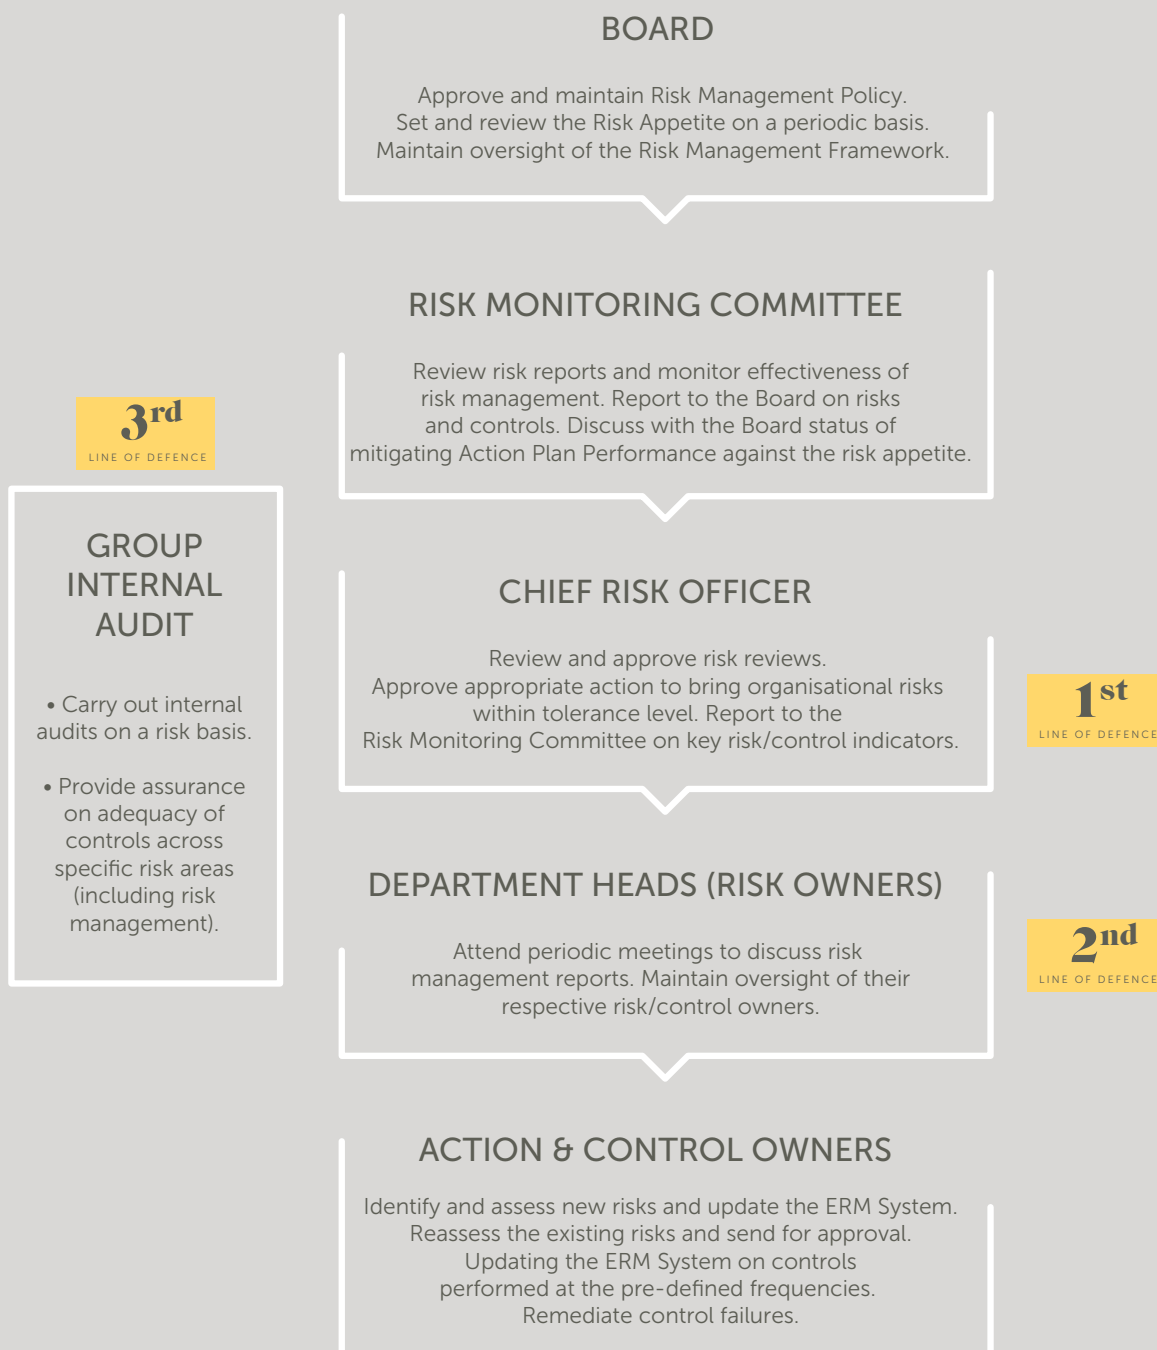 BOARD
Approve and maintain Risk Management Policy.
Set and review the Risk Appetite on a periodic basis.
Maintain oversight of the Risk Management Framework.
RISK MONITORING COMMITTEE
Review risk reports and monitor effectiveness of
risk management. Report to the Board on risks
and controls. Discuss with the Board status of
mitigating Action Plan Performance against the risk appetite.
3rd
LINE OF DEFENCE
GROUP
INTERNAL
AUDIT
• Carry out internal
audits on a risk basis.
• Provide assurance
on adequacy of
controls across
specific risk areas
(including risk
management).
CHIEF RISK OFFICER
Review and approve risk reviews.
Approve appropriate action to bring organisational risks
within tolerance level. Report to the
Risk Monitoring Committee on key risk/control indicators.
1st
LINE OF DEFENCE
DEPARTMENT HEADS (RISK OWNERS)
Attend periodic meetings to discuss risk
management reports. Maintain oversight of their
respective risk/control owners.
2nd
LINE OF DEFENCE
ACTION & CONTROL OWNERS
Identify and assess new risks and update the ERM System.
Reassess the existing risks and send for approval.
Updating the ERM System on controls
performed at the pre-defined frequencies.
Remediate control failures.